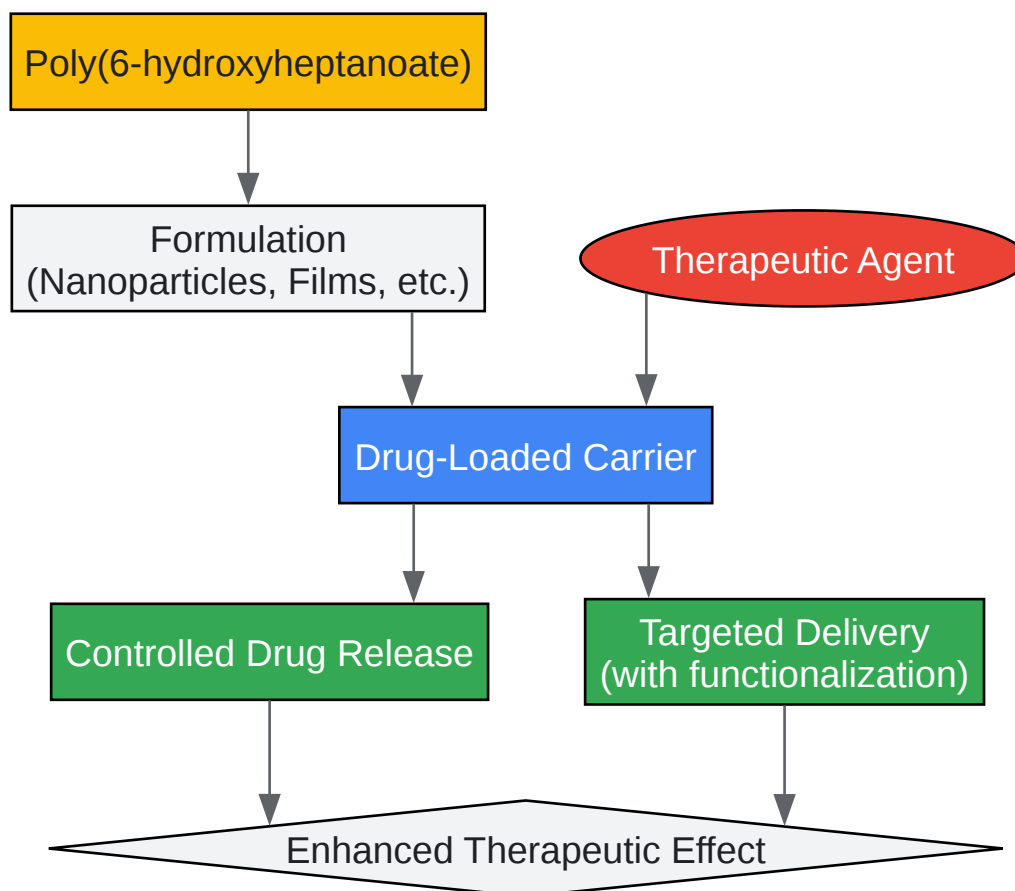 Poly(6-hydroxyheptanoate)
Formulation
(Nanoparticles, Films, etc.)
Therapeutic Agent
Drug-Loaded Carrier
Controlled Drug Release
Targeted Delivery
(with functionalization)
Enhanced Therapeutic Effect